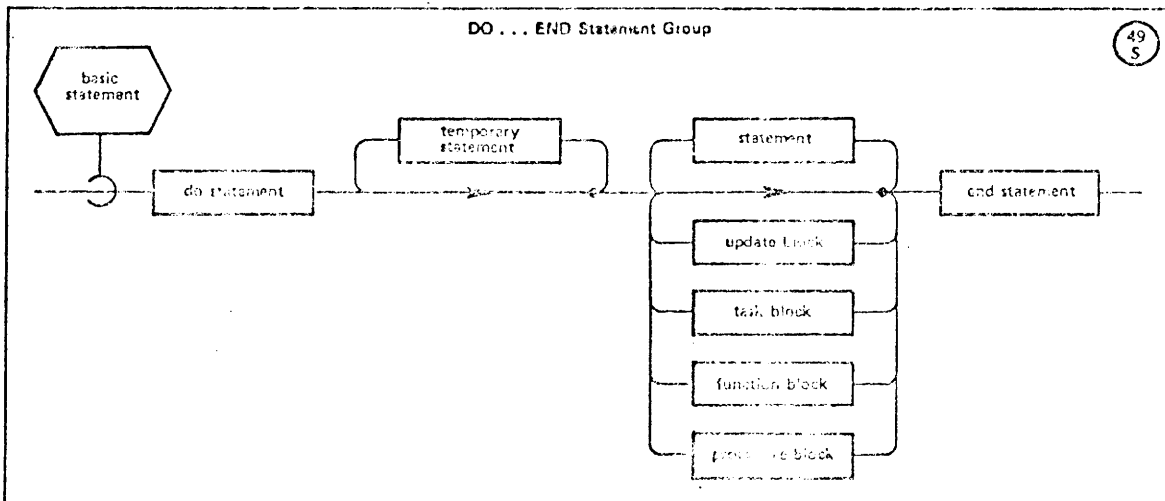 DO . . . END Statement Group
49
S
basic
statement
temporary
statement
statement
do statement
end statement
update block
task block
function block
block